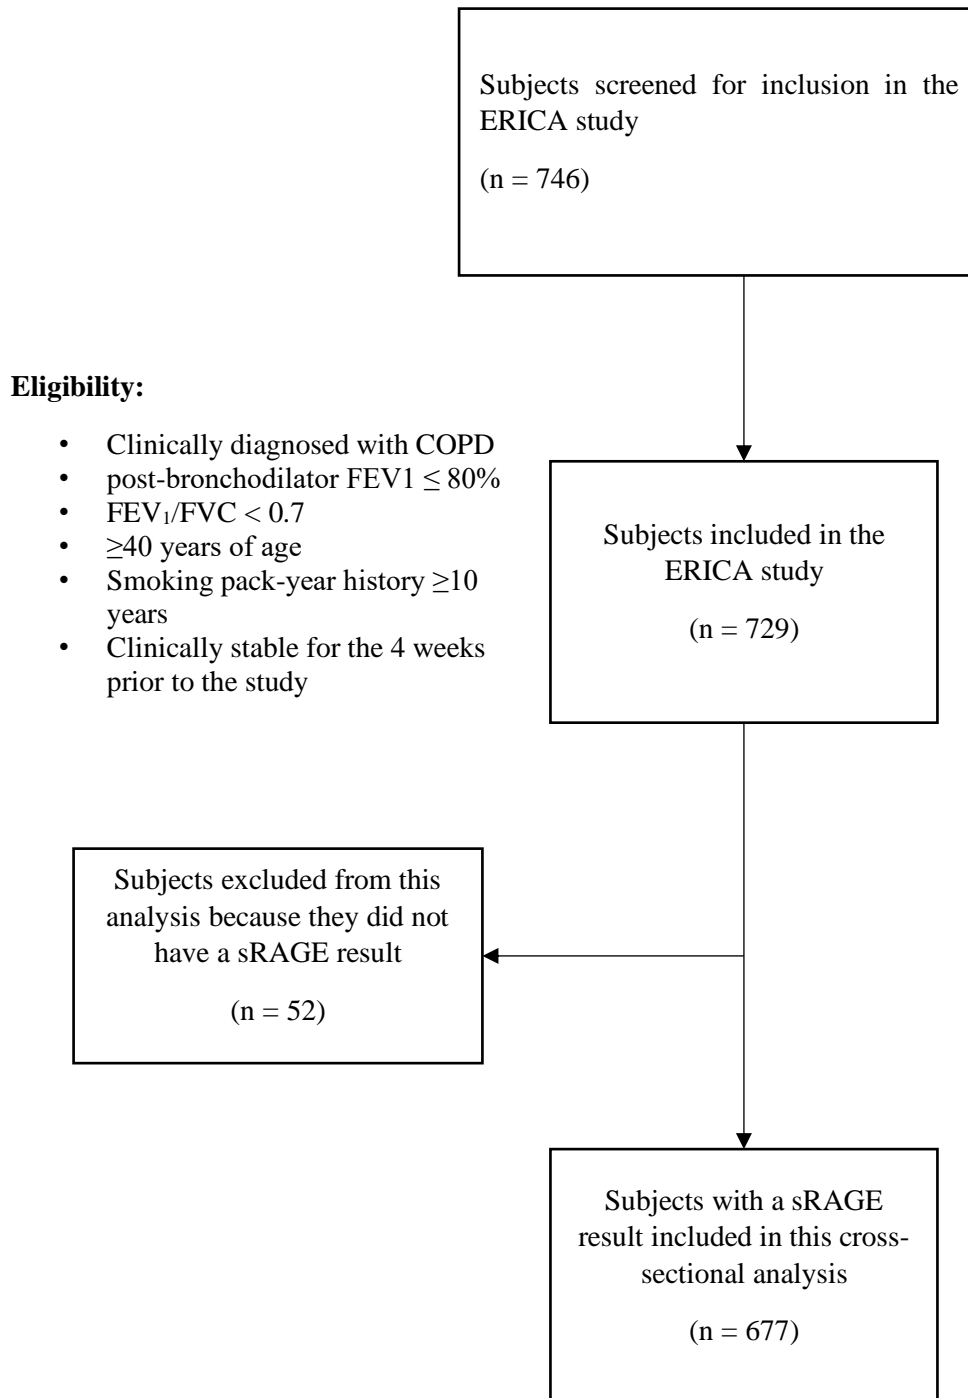 Subjects screened for inclusion in the
ERICA study
(n = 746)
Eligibility:
• Clinically diagnosed with COPD
• post-bronchodilator FEV1 ≤ 80%
• FEV₁/FVC < 0.7
• ≥40 years of age
• Smoking pack-year history ≥10
years
• Clinically stable for the 4 weeks
prior to the study
Subjects included in the
ERICA study
(n = 729)
Subjects excluded from this
analysis because they did not
have a sRAGE result
(n = 52)
Subjects with a sRAGE
result included in this cross-
sectional analysis
(n = 677)